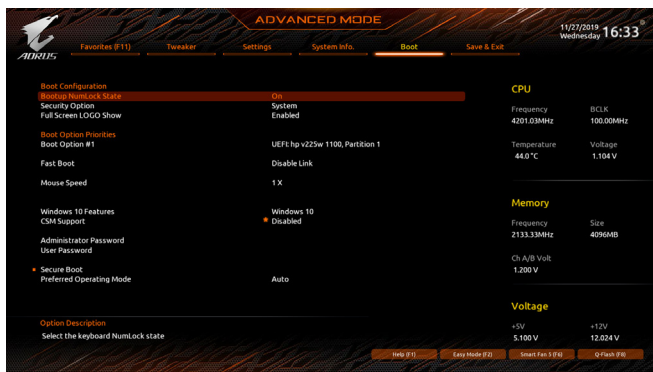 ADVANCED MODE
11/27/2019
Wednesday 16:33
AORUS
Favorites (F11) Tweaker Settings System Info. Boot Save & Exit
Boot Configuration
Bootup NumLock State On
Security Option System
Full Screen LOGO Show Enabled
Boot Option Priorities
Boot Option #1 UEFI: hp v225w 1100, Partition 1
Fast Boot Disable Link
Mouse Speed 1 X
Windows 10 Features Windows 10
CSM Support Disabled
Administrator Password
User Password
Secure Boot
Preferred Operating Mode Auto
Option Description
Select the keyboard NumLock state
CPU
Frequency BCLK
4201.03MHz 100.00MHz
Temperature Voltage
44.0 °C 1.104 V
Memory
Frequency Size
2133.33MHz 4096MB
Ch A/B Volt
1.200 V
Voltage
+5V +12V
5.100 V 12.024 V
Help (F1) Easy Mode (F2) Smart Fan 5 (F6) Q-Flash (F8)